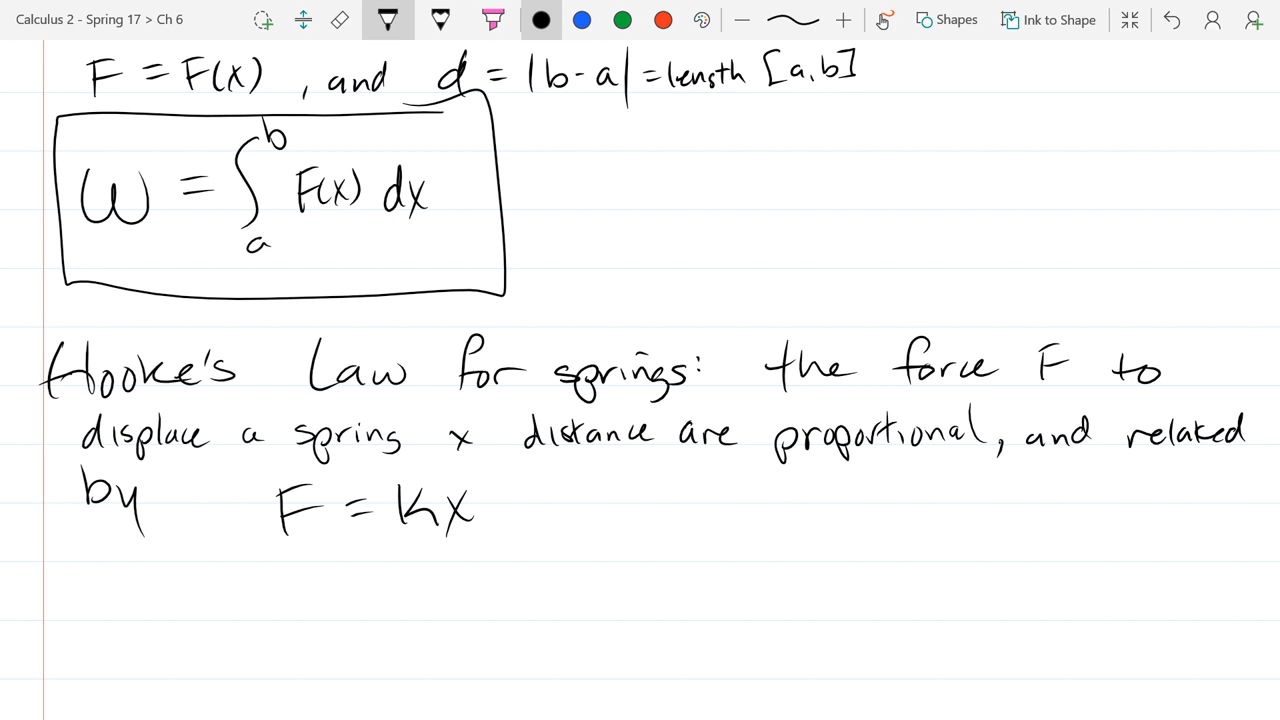 Calculus 2 - Spring 17 > Ch 6 Shapes Ink to Shape
F = F(x) , and d = |b - a| = length [a, b]
W = ∫_a^b F(x) dx
Hooke's Law for springs: the force F to
displace a spring x distance are proportional, and related
by F = kx